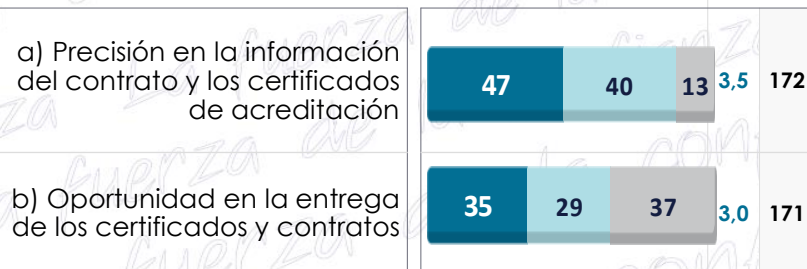 a) Precisión en la información
del contrato y los certificados
de acreditación
47 40 13 3,5 172
b) Oportunidad en la entrega
de los certificados y contratos
35 29 37 3,0 171